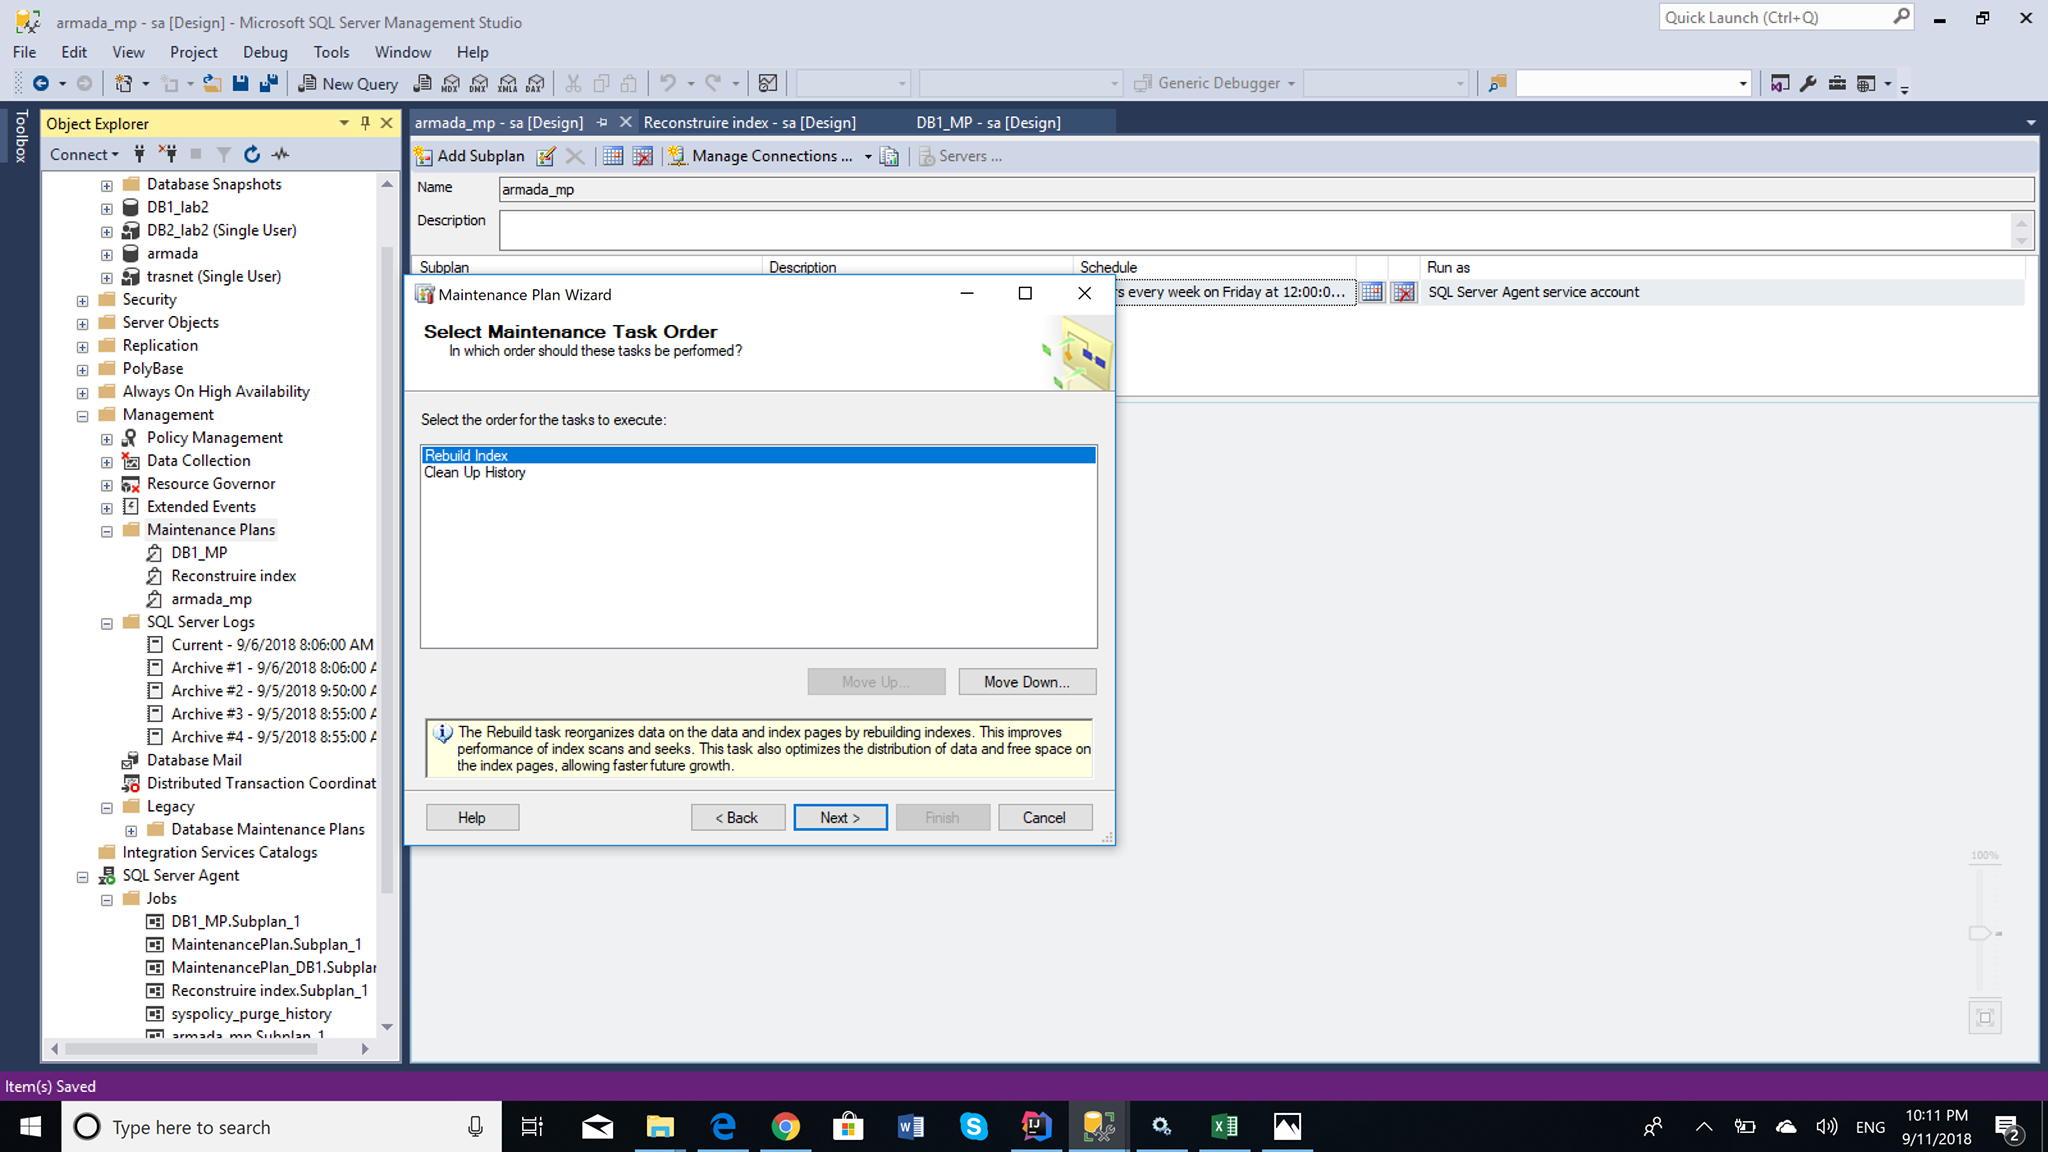 armada_mp - sa [Design] - Microsoft SQL Server Management Studio
Quick Launch (Ctrl+Q)
File Edit View Project Debug Tools Window Help
New Query
MDX DMX XMLA DAX
Generic Debugger
Toolbox
Object Explorer
Connect
Database Snapshots
DB1_lab2
DB2_lab2 (Single User)
armada
trasnet (Single User)
Security
Server Objects
Replication
PolyBase
Always On High Availability
Management
Policy Management
Data Collection
Resource Governor
Extended Events
Maintenance Plans
DB1_MP
Reconstruire index
armada_mp
SQL Server Logs
Current - 9/6/2018 8:06:00 AM
Archive #1 - 9/6/2018 8:06:00 A
Archive #2 - 9/5/2018 9:50:00 A
Archive #3 - 9/5/2018 8:55:00 A
Archive #4 - 9/5/2018 8:55:00 A
Database Mail
Distributed Transaction Coordinat
Legacy
Database Maintenance Plans
Integration Services Catalogs
SQL Server Agent
Jobs
DB1_MP.Subplan_1
MaintenancePlan.Subplan_1
MaintenancePlan_DB1.Subplan
Reconstruire index.Subplan_1
syspolicy_purge_history
armada_mp.Subplan_1
armada_mp - sa [Design]
Reconstruire index - sa [Design]
DB1_MP - sa [Design]
Add Subplan
Manage Connections ...
Servers ...
Name
armada_mp
Description
Subplan Description Schedule Run as
s every week on Friday at 12:00:0... SQL Server Agent service account
Maintenance Plan Wizard
Select Maintenance Task Order
In which order should these tasks be performed?
Select the order for the tasks to execute:
Rebuild Index
Clean Up History
Move Up... Move Down...
The Rebuild task reorganizes data on the data and index pages by rebuilding indexes. This improves
performance of index scans and seeks. This task also optimizes the distribution of data and free space on
the index pages, allowing faster future growth.
Help < Back Next > Finish Cancel
100%
Item(s) Saved
Type here to search
ENG
10:11 PM
9/11/2018
2